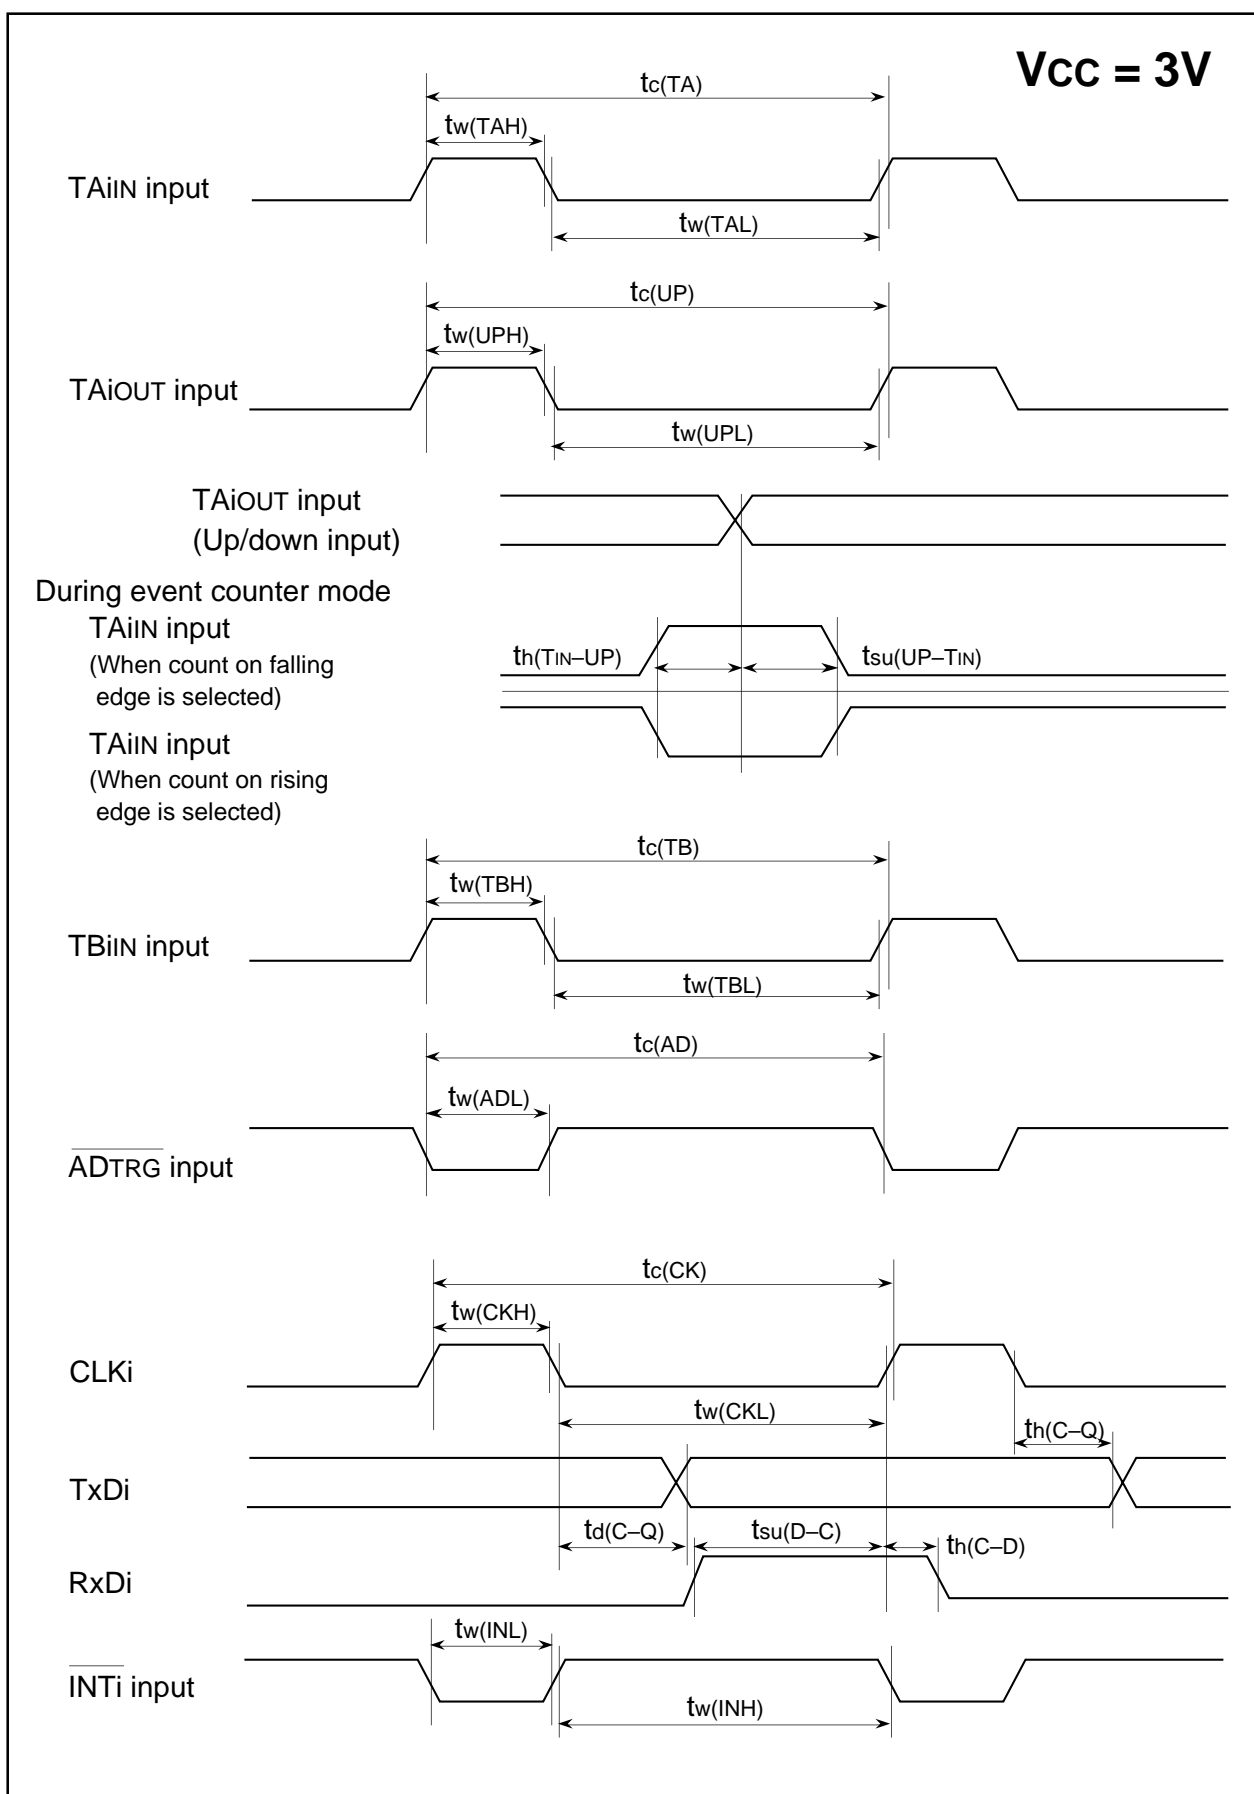 VCC = 3V
tc(TA)
tw(TAH)
TAiIN input
tw(TAL)
tc(UP)
tw(UPH)
TAiOUT input
tw(UPL)
TAiOUT input
(Up/down input)
During event counter mode
TAiIN input
(When count on falling
edge is selected)
th(TIN–UP)
tsu(UP–TIN)
TAiIN input
(When count on rising
edge is selected)
tc(TB)
tw(TBH)
TBiIN input
tw(TBL)
tc(AD)
tw(ADL)
ADTRG input
tc(CK)
tw(CKH)
CLKi
tw(CKL)
th(C–Q)
TxDi
td(C–Q)
tsu(D–C)
th(C–D)
RxDi
tw(INL)
INTi input
tw(INH)